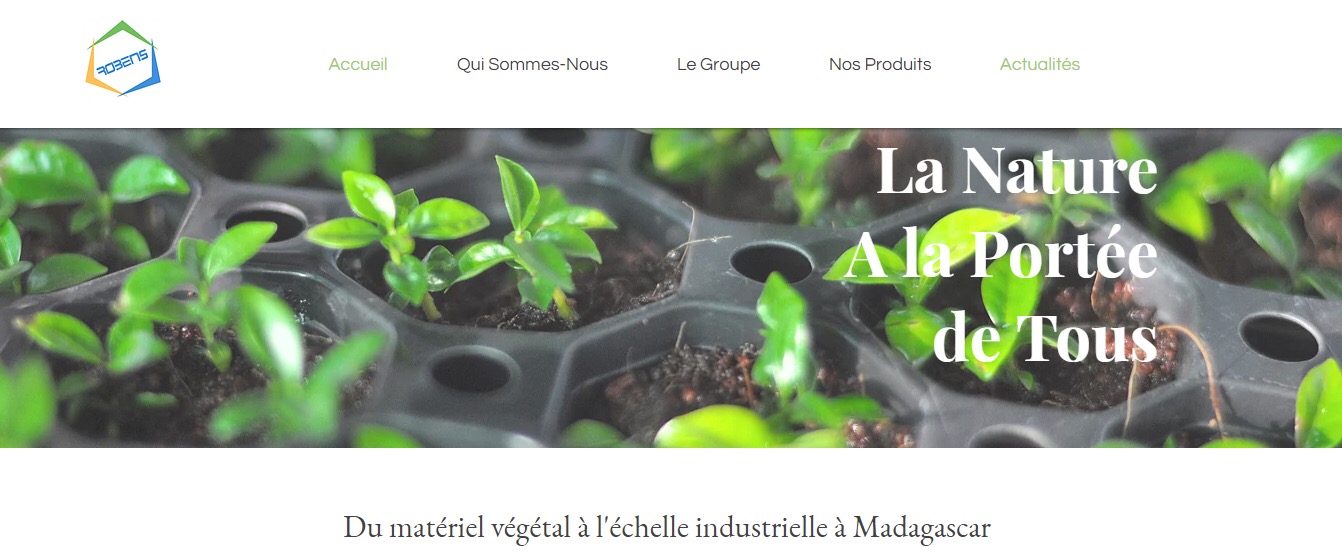 ROBENS
Accueil
Qui Sommes-Nous
Le Groupe
Nos Produits
Actualités
La Nature
A la Portée
de Tous
Du matériel végétal à l'échelle industrielle à Madagascar